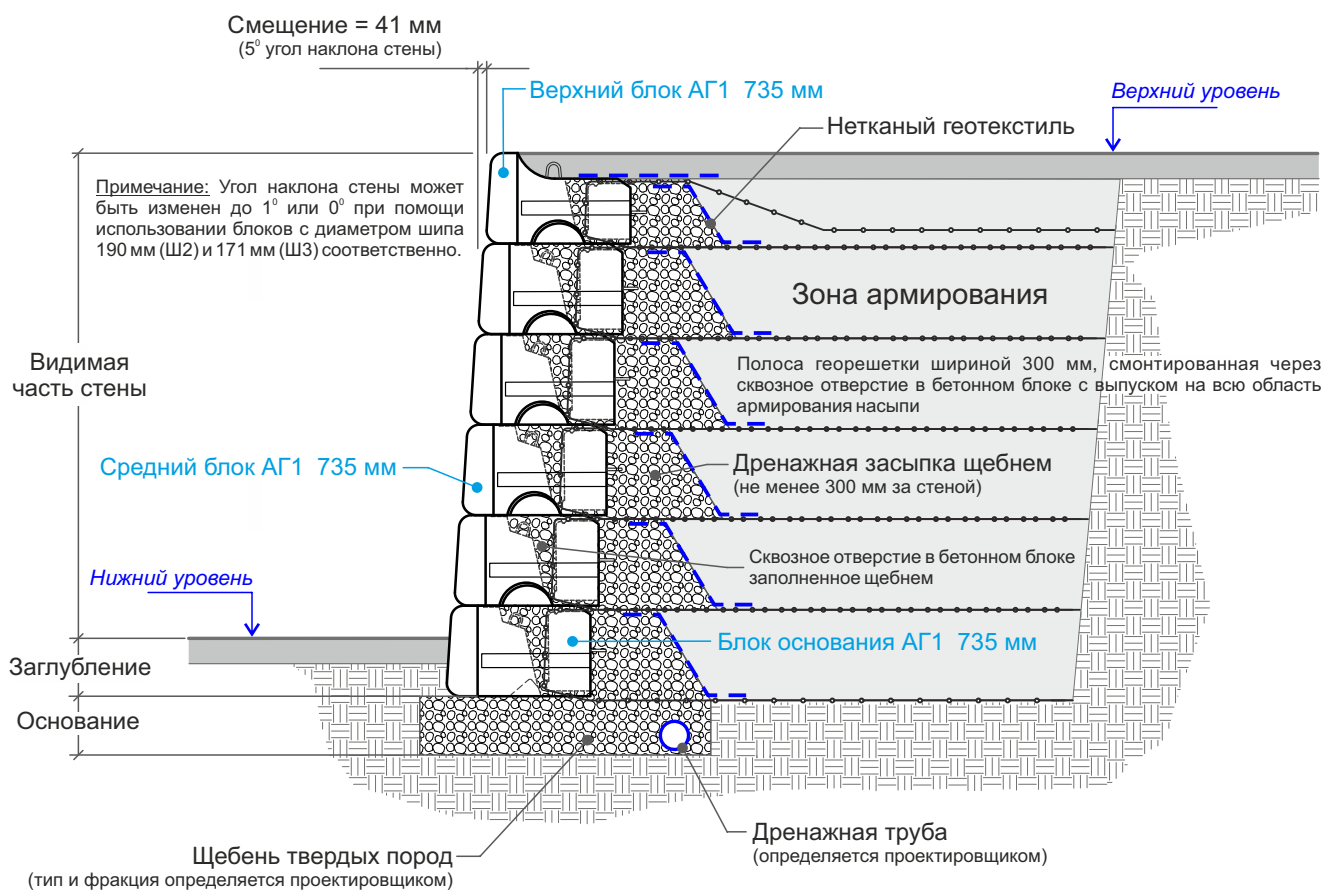 Смещение = 41 мм
(5⁰ угол наклона стены)
Верхний блок АГ1 735 мм
Верхний уровень
Нетканый геотекстиль
Примечание: Угол наклона стены может
быть изменен до 1⁰ или 0⁰ при помощи
использовании блоков с диаметром шипа
190 мм (Ш2) и 171 мм (Ш3) соответственно.
Зона армирования
Видимая
часть стены
Полоса георешетки шириной 300 мм, смонтированная через
сквозное отверстие в бетонном блоке с выпуском на всю область
армирования насыпи
Средний блок АГ1 735 мм
Дренажная засыпка щебнем
(не менее 300 мм за стеной)
Сквозное отверстие в бетонном блоке
заполненное щебнем
Нижний уровень
Блок основания АГ1 735 мм
Заглубление
Основание
Дренажная труба
(определяется проектировщиком)
Щебень твердых пород
(тип и фракция определяется проектировщиком)